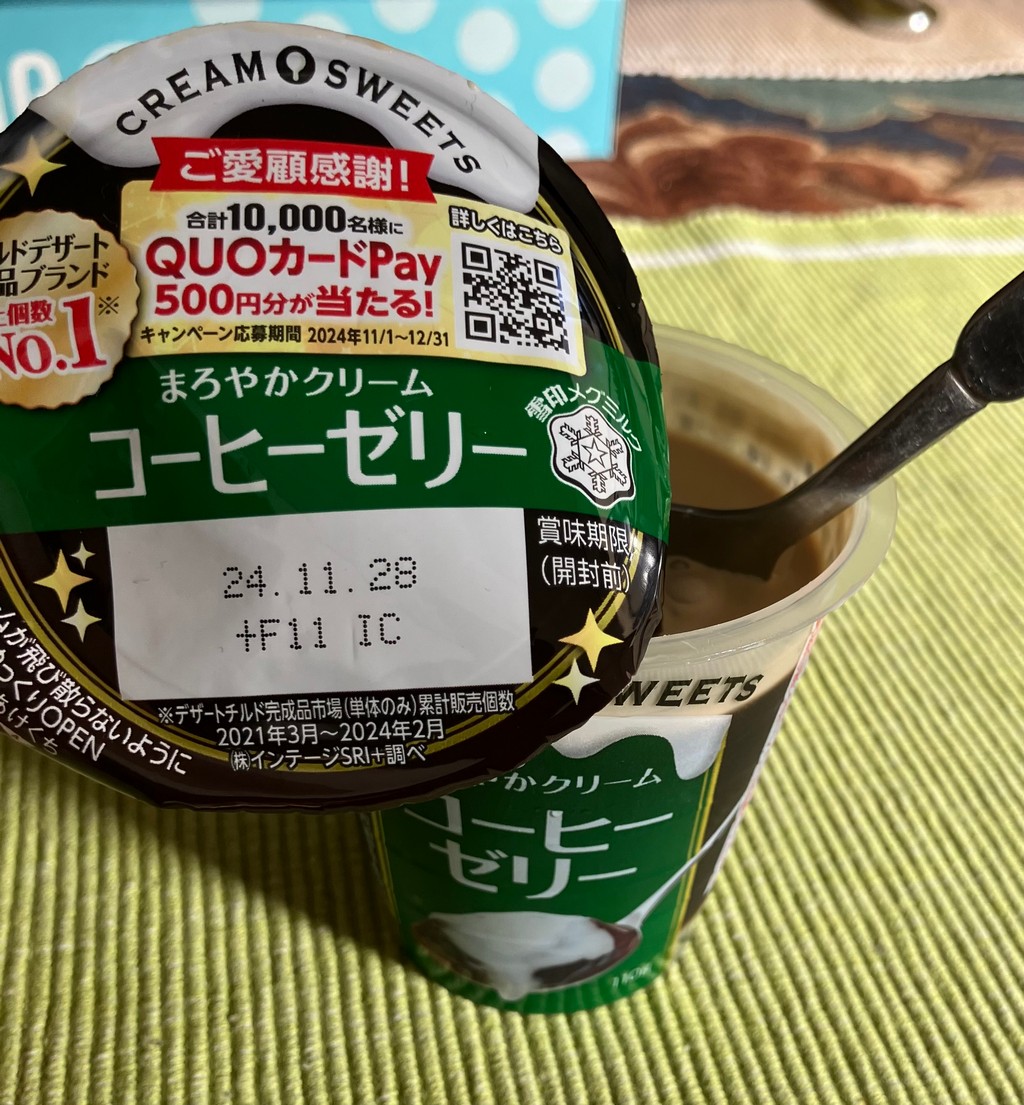 CREAM SWEETS
ご愛顧感謝!
合計10,000名様に
QUOカードPay
500円分が当たる!
キャンペーン応募期間 2024年11/1〜12/31
詳しくはこちら
ルドデザート
品ブランド
個数
No.1※
まろやかクリーム
コーヒーゼリー
雪印メグミルク
賞味期限
(開封前)
24.11.28
+F11 IC
※デザートチルド完成品市場(単体のみ)累計販売個数
2021年3月〜2024年2月
㈱インテージSRI+調べ
が飛び散らないように
っくりOPEN
くち
WEETS
かクリーム
コーヒー
ゼリー